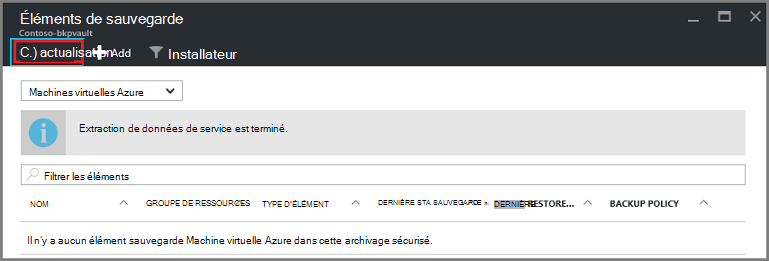 Éléments de sauvegarde
Contoso-bkpvault
C.) actualisation Add Installateur
Machines virtuelles Azure
Extraction de données de service est terminé.
Filtrer les éléments
NOM GROUPE DE RESSOURCES TYPE D'ÉLÉMENT DERNIÈRE STA SAUVEGARDE DERNIÈRE RESTORE... BACKUP POLICY
Il n'y a aucun élément sauvegarde Machine virtuelle Azure dans cette archivage sécurisé.